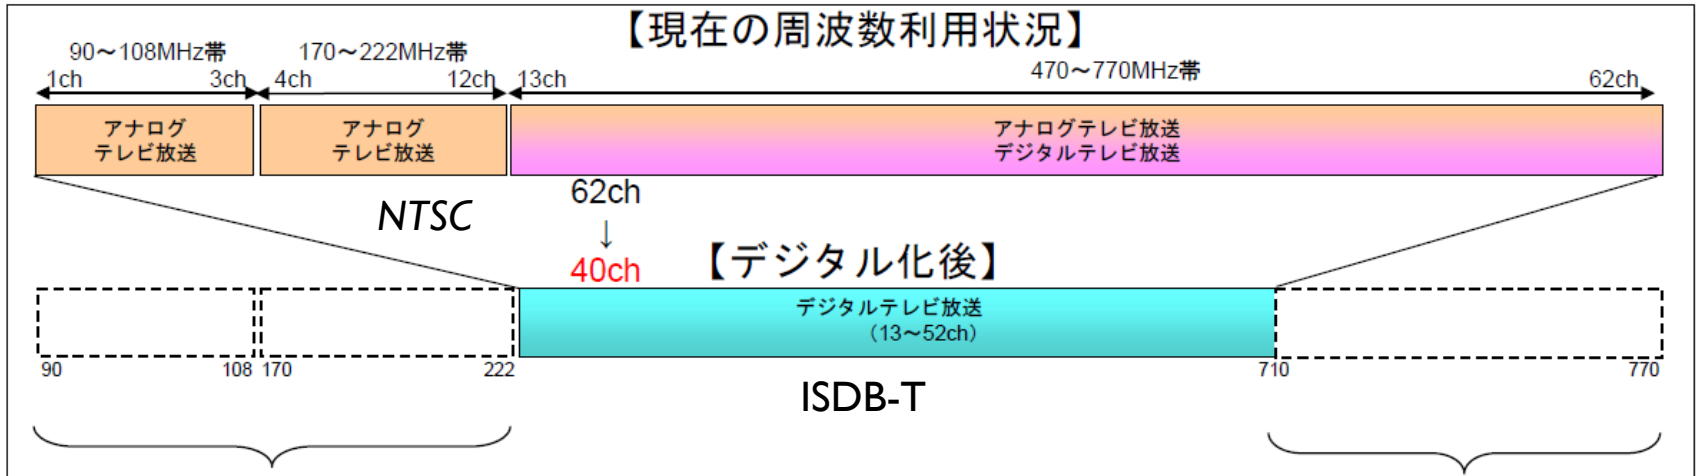 【現在の周波数利用状況】
90～108MHz帯
170～222MHz帯
470～770MHz帯
1ch
3ch
4ch
12ch
13ch
62ch
アナログ
テレビ放送
アナログ
テレビ放送
アナログテレビ放送
デジタルテレビ放送
NTSC
62ch
↓
40ch
【デジタル化後】
デジタルテレビ放送
（13～52ch）
90
108
170
222
710
770
ISDB-T